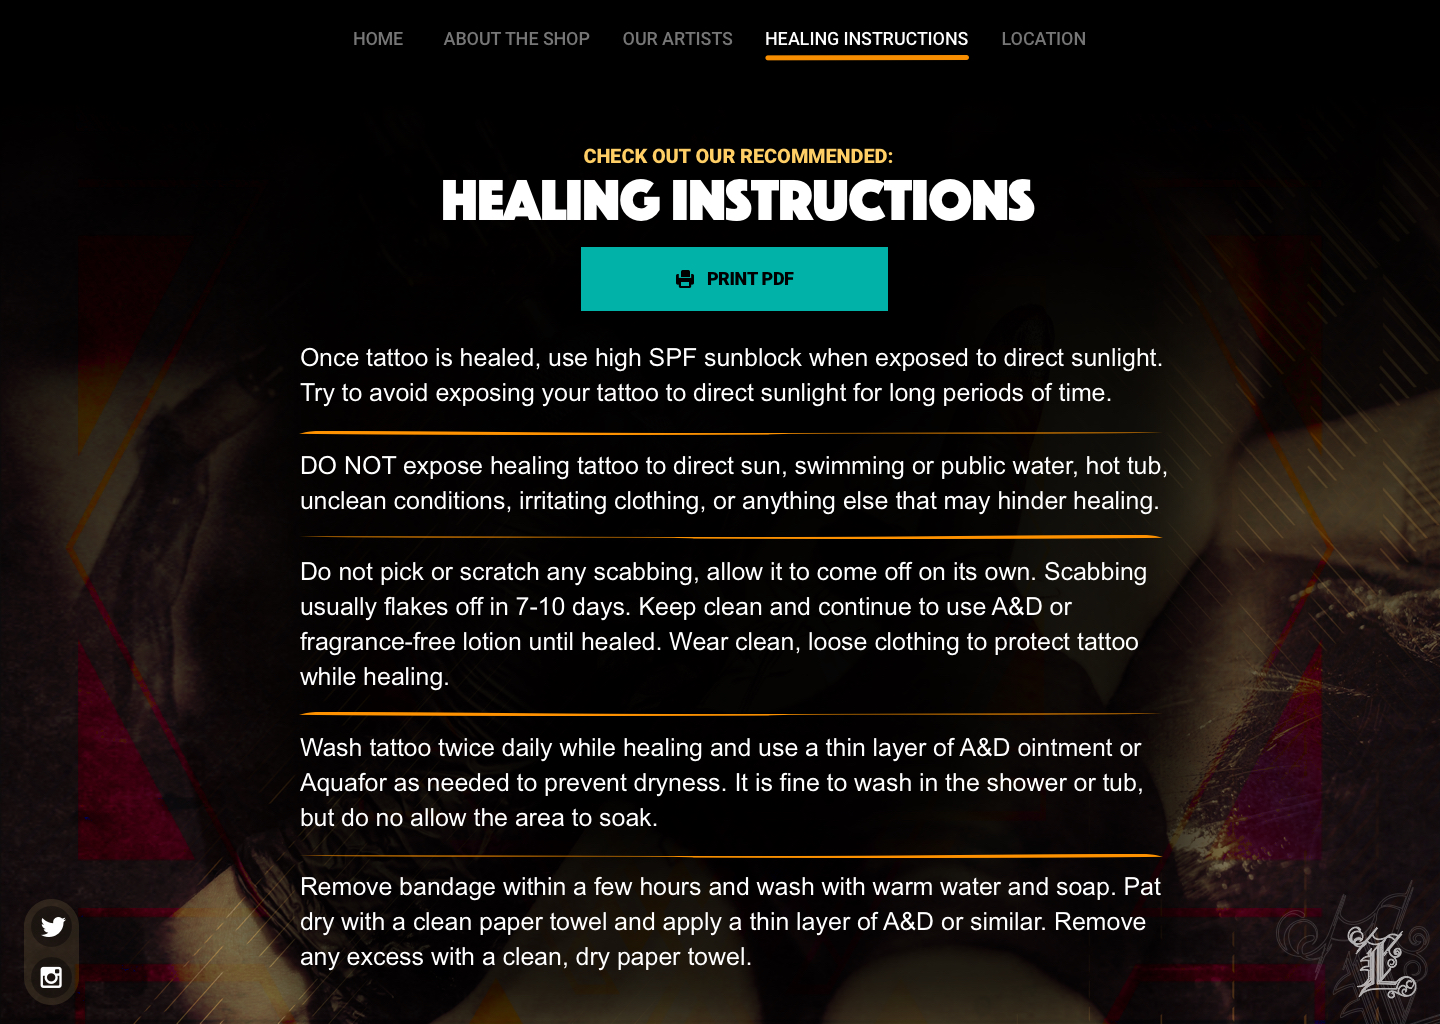 HOME ABOUT THE SHOP OUR ARTISTS HEALING INSTRUCTIONS LOCATION
CHECK OUT OUR RECOMMENDED:
HEALING INSTRUCTIONS
PRINT PDF
Once tattoo is healed, use high SPF sunblock when exposed to direct sunlight.
Try to avoid exposing your tattoo to direct sunlight for long periods of time.
DO NOT expose healing tattoo to direct sun, swimming or public water, hot tub,
unclean conditions, irritating clothing, or anything else that may hinder healing.
Do not pick or scratch any scabbing, allow it to come off on its own. Scabbing
usually flakes off in 7-10 days. Keep clean and continue to use A&D or
fragrance-free lotion until healed. Wear clean, loose clothing to protect tattoo
while healing.
Wash tattoo twice daily while healing and use a thin layer of A&D ointment or
Aquafor as needed to prevent dryness. It is fine to wash in the shower or tub,
but do no allow the area to soak.
Remove bandage within a few hours and wash with warm water and soap. Pat
dry with a clean paper towel and apply a thin layer of A&D or similar. Remove
any excess with a clean, dry paper towel.
L